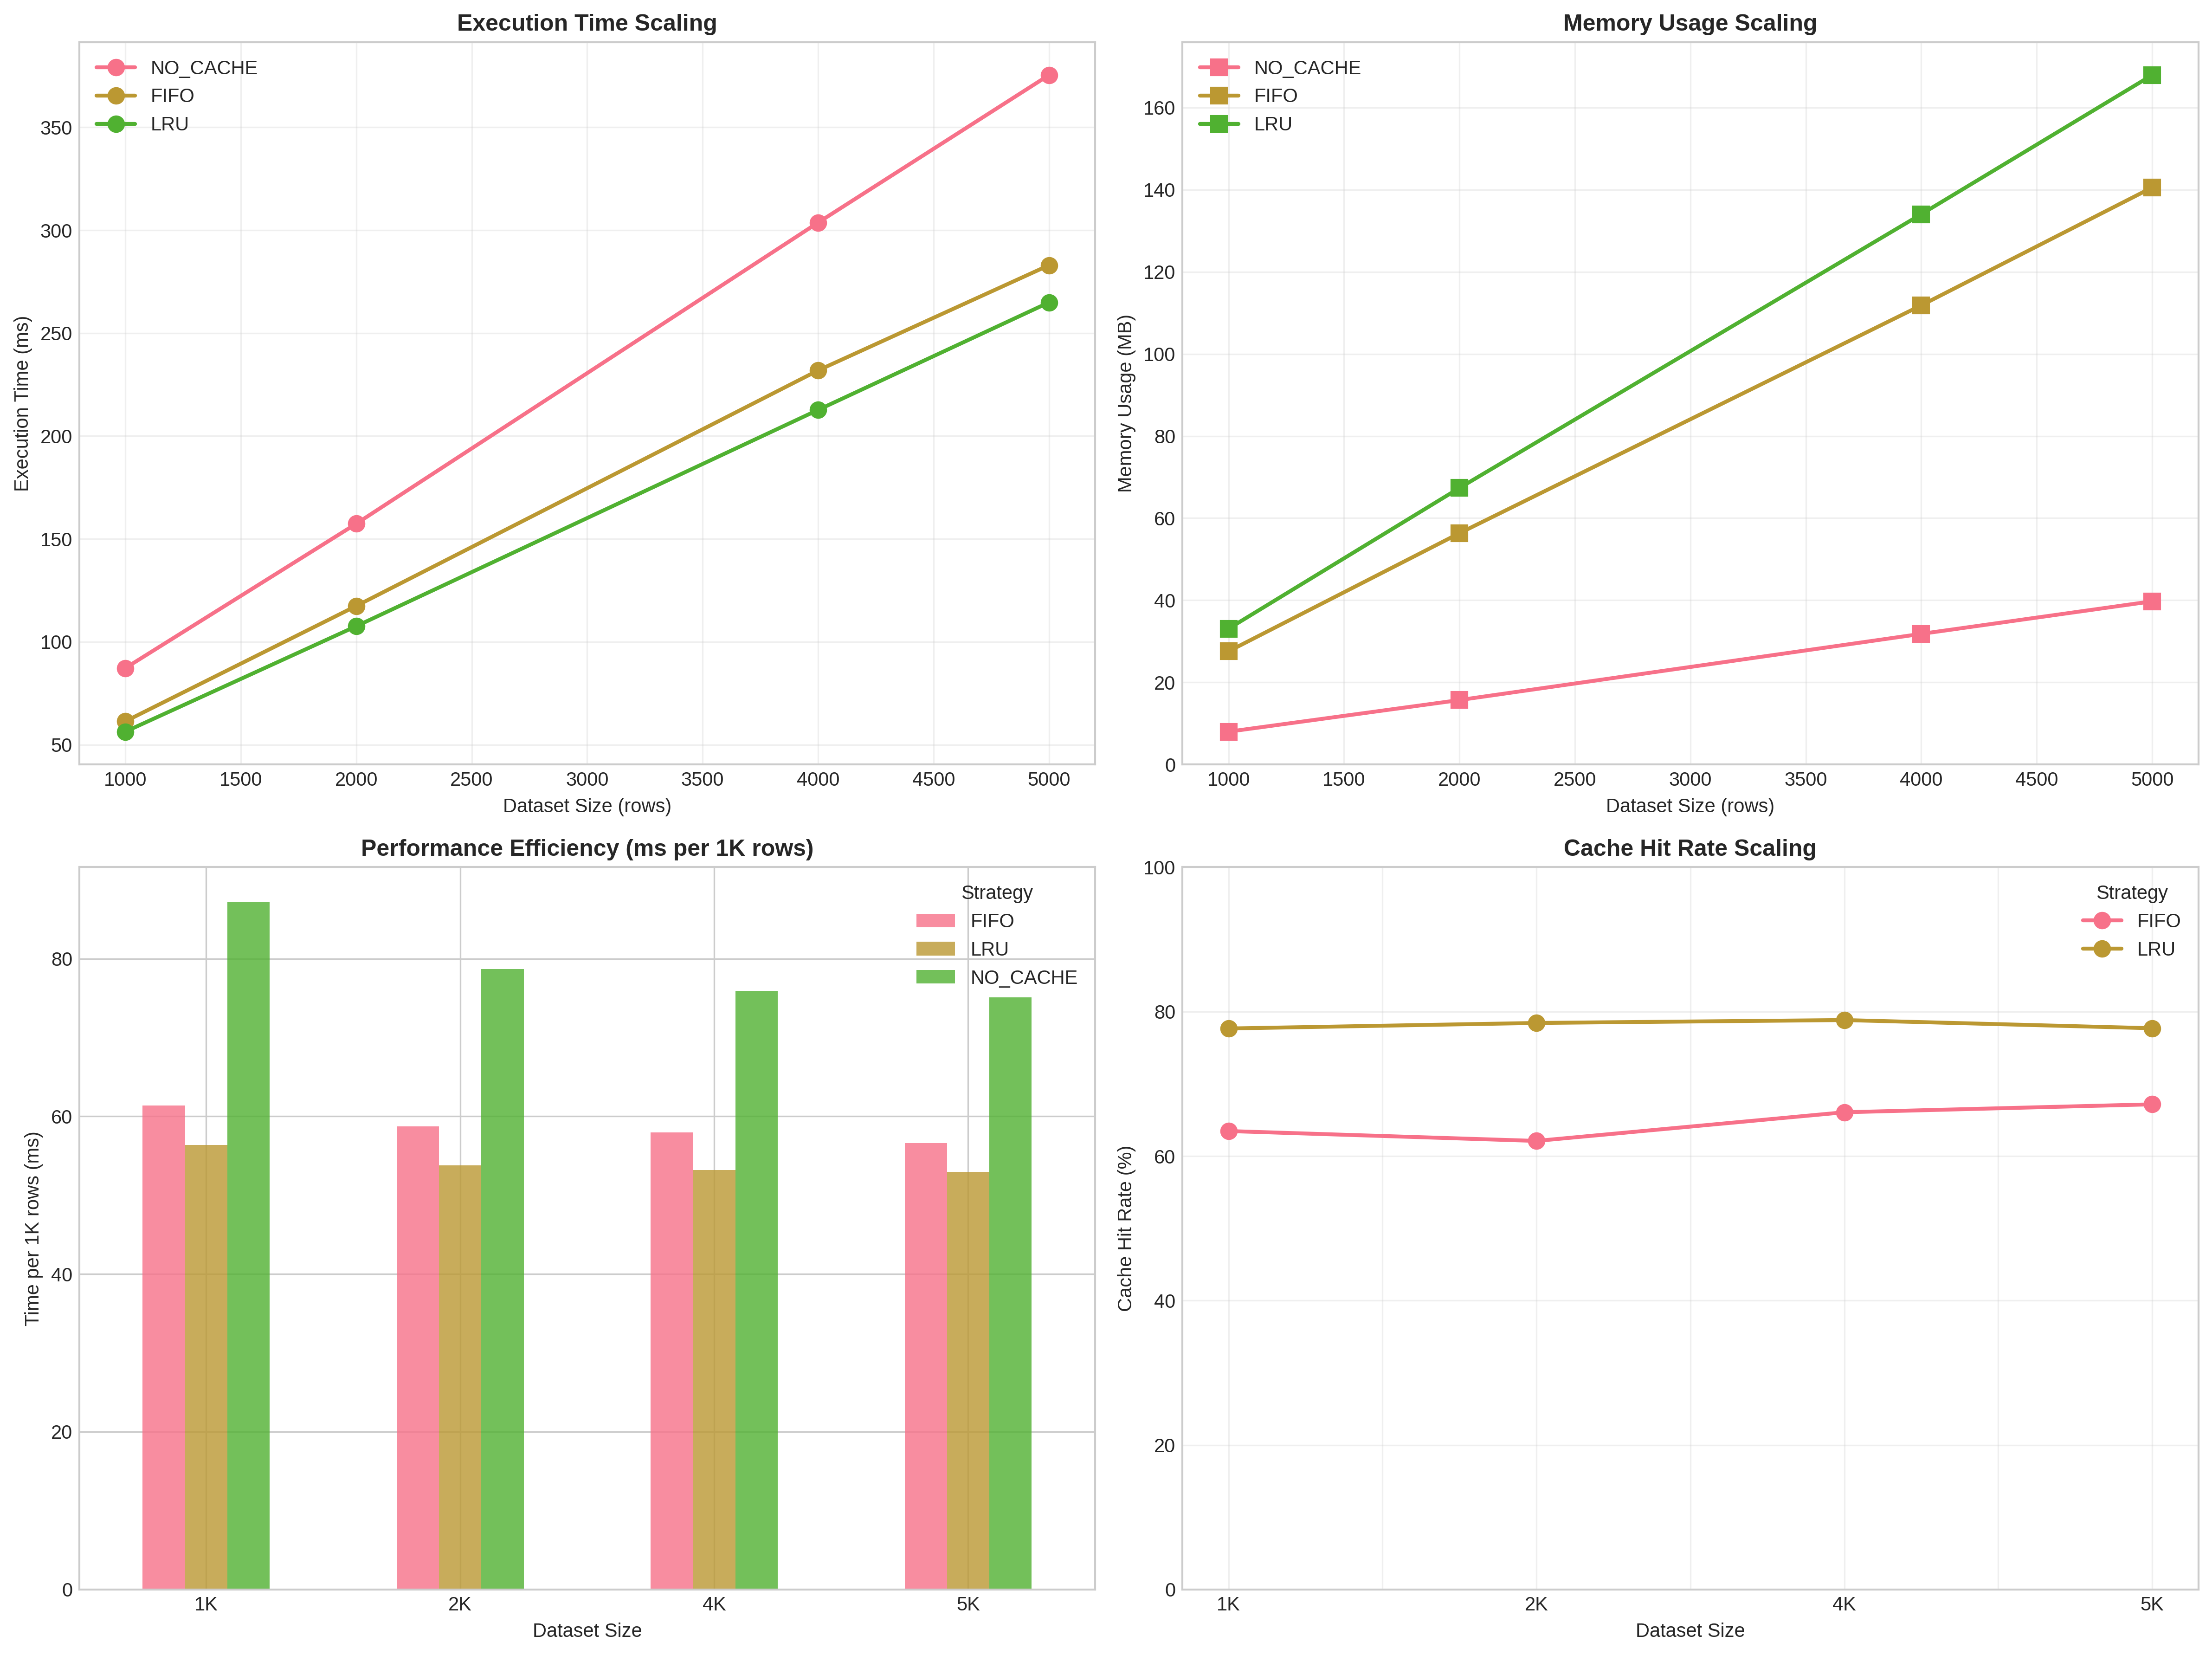 Execution Time Scaling
NO_CACHE
FIFO
LRU
Execution Time (ms)
350
300
250
200
150
100
50
1000 1500 2000 2500 3000 3500 4000 4500 5000
Dataset Size (rows)
Memory Usage Scaling
NO_CACHE
FIFO
LRU
Memory Usage (MB)
160
140
120
100
80
60
40
20
0
1000 1500 2000 2500 3000 3500 4000 4500 5000
Dataset Size (rows)
Performance Efficiency (ms per 1K rows)
Strategy
FIFO
LRU
NO_CACHE
Time per 1K rows (ms)
80
60
40
20
0
1K 2K 4K 5K
Dataset Size
Cache Hit Rate Scaling
Strategy
FIFO
LRU
Cache Hit Rate (%)
100
80
60
40
20
0
1K 2K 4K 5K
Dataset Size